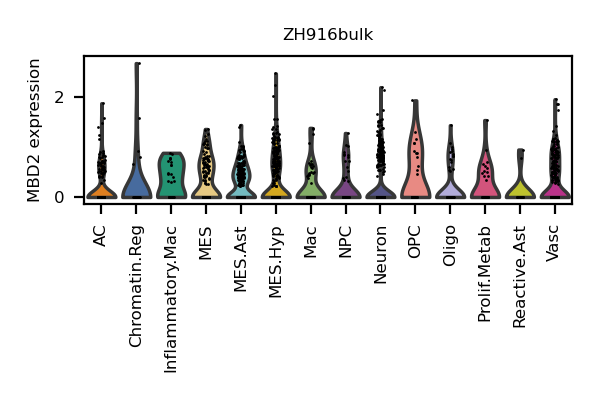 ZH916bulk
MBD2 expression
2
0
AC
Chromatin.Reg
Inflammatory.Mac
MES
MES.Ast
MES.Hyp
Mac
NPC
Neuron
OPC
Oligo
Prolif.Metab
Reactive.Ast
Vasc